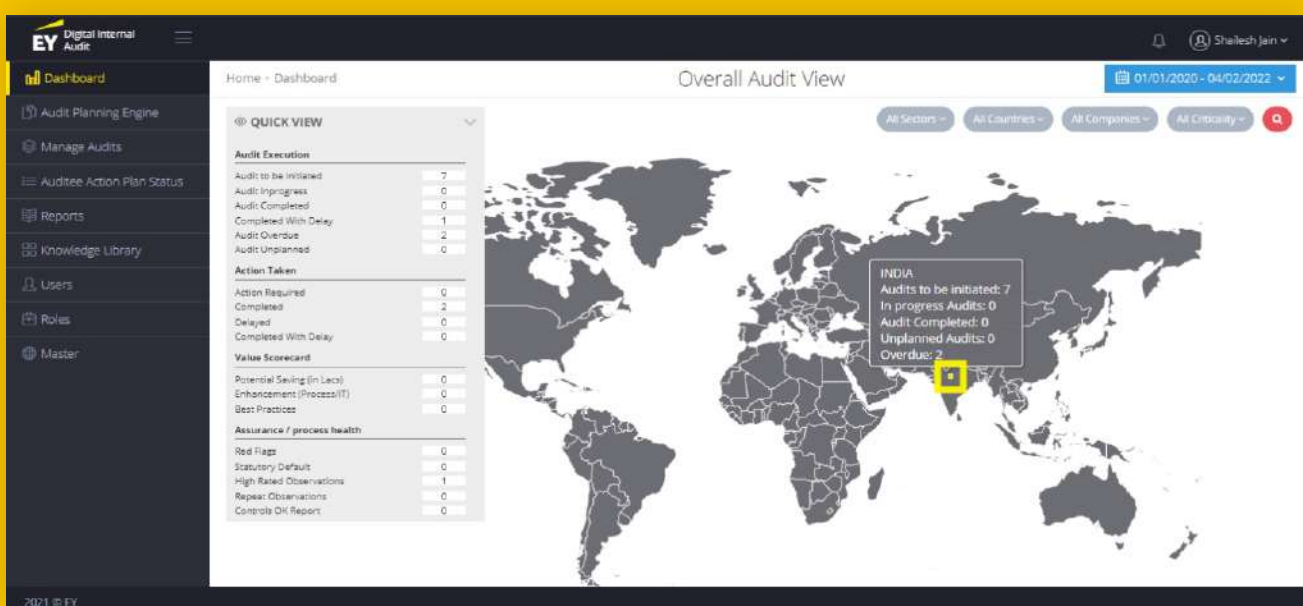 EY Digital Internal
Audit
Shailesh Jain
Dashboard
Home - Dashboard
Overall Audit View
01/01/2020 - 04/02/2022
Audit Planning Engine
Manage Audits
Auditee Action Plan Status
Reports
Knowledge Library
Users
Roles
Master
QUICK VIEW
All Sectors
All Countries
All Companies
All Criticality
Audit Execution
Audit to be initiated 7
Audit Inprogress 0
Audit Completed 0
Completed With Delay 1
Audit Overdue 2
Audit Unplanned 0
Action Taken
Action Required 0
Completed 2
Delayed 0
Completed With Delay 0
Value Scorecard
Potential Saving (in Lacs) 0
Enhancement (Process/IT) 0
Best Practices 0
Assurance / process health
Red Flags 0
Statutory Default 0
High Rated Observations 1
Repeat Observations 0
Controls OK Report 0
INDIA
Audits to be initiated: 7
In progress Audits: 0
Audit Completed: 0
Unplanned Audits: 0
Overdue: 2
2021 © EY